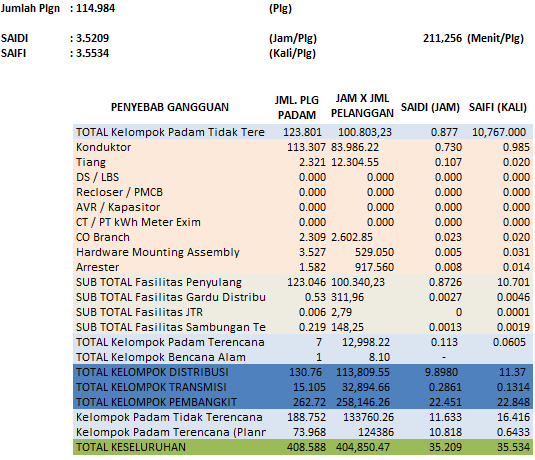 Jumlah Plgn : 114.984 (Plg)
SAIDI : 3.5209 (Jam/Plg) 211,256 (Menit/Plg)
SAIFI : 3.5534 (Kali/Plg)
PENYEBAB GANGGUAN JML. PLG PADAM JAM X JML PELANGGAN SAIDI (JAM) SAIFI (KALI)
TOTAL Kelompok Padam Tidak Tere 123.801 100.803,23 0.877 10,767.000
Konduktor 113.307 83.986.22 0.730 0.985
Tiang 2.321 12.304.55 0.107 0.020
DS / LBS 0.000 0.000 0.000 0.000
Recloser / PMCB 0.000 0.000 0.000 0.000
AVR / Kapasitor 0.000 0.000 0.000 0.000
CT / PT kWh Meter Exim 0.000 0.000 0.000 0.000
CO Branch 2.309 2.602.85 0.023 0.020
Hardware Mounting Assembly 3.527 529.050 0.005 0.031
Arrester 1.582 917.560 0.008 0.014
SUB TOTAL Fasilitas Penyulang 123.046 100.340,23 0.8726 10.701
SUB TOTAL Fasilitas Gardu Distribu 0.53 311,96 0.0027 0.0046
SUB TOTAL Fasilitas JTR 0.006 2,79 0 0.0001
SUB TOTAL Fasilitas Sambungan Te 0.219 148,25 0.0013 0.0019
TOTAL Kelompok Padam Terencana 7 12,998.22 0.113 0.0605
TOTAL Kelompok Bencana Alam 1 8.10 -
TOTAL KELOMPOK DISTRIBUSI 130.76 113,809.55 9.8980 11.37
TOTAL KELOMPOK TRANSMISI 15.105 32,894.66 0.2861 0.1314
TOTAL KELOMPOK PEMBANGKIT 262.72 258,146.26 22.451 22.848
Kelompok Padam Tidak Terencana 188.752 133760.26 11.633 16.416
Kelompok Padam Terencana (Planr 73.968 124386 10.818 0.6433
TOTAL KESELURUHAN 408.588 404,850.47 35.209 35.534